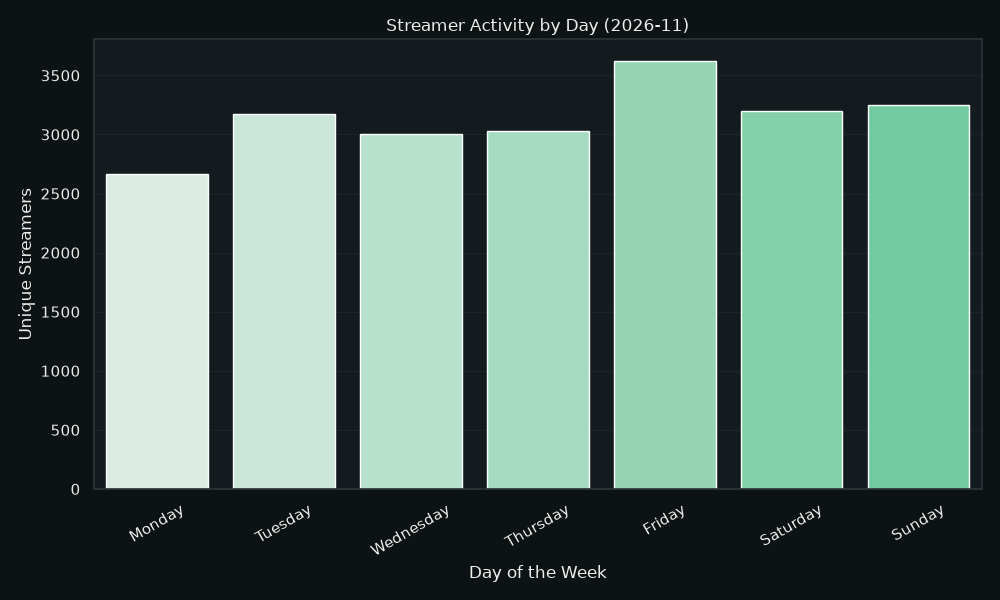 Streamer Activity by Day (2026-11)
Unique Streamers
3500
3000
2500
2000
1500
1000
500
0
Monday
Tuesday
Wednesday
Thursday
Friday
Saturday
Sunday
Day of the Week